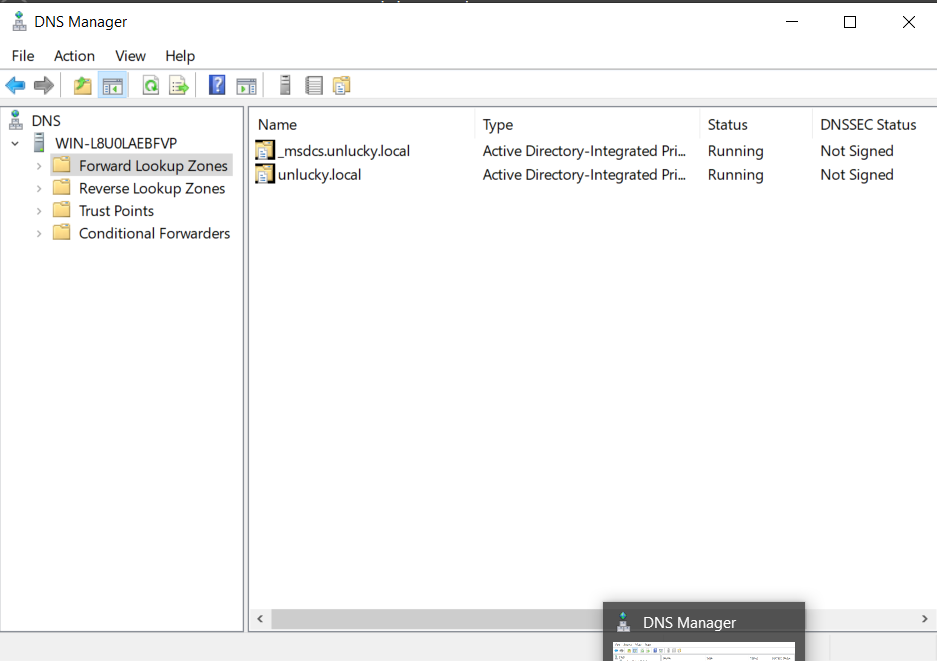 DNS Manager
File Action View Help
DNS
WIN-L8U0LAEBFVP
Forward Lookup Zones
Reverse Lookup Zones
Trust Points
Conditional Forwarders
Name Type Status DNSSEC Status
_msdcs.unlucky.local Active Directory-Integrated Pri... Running Not Signed
unlucky.local Active Directory-Integrated Pri... Running Not Signed
DNS Manager